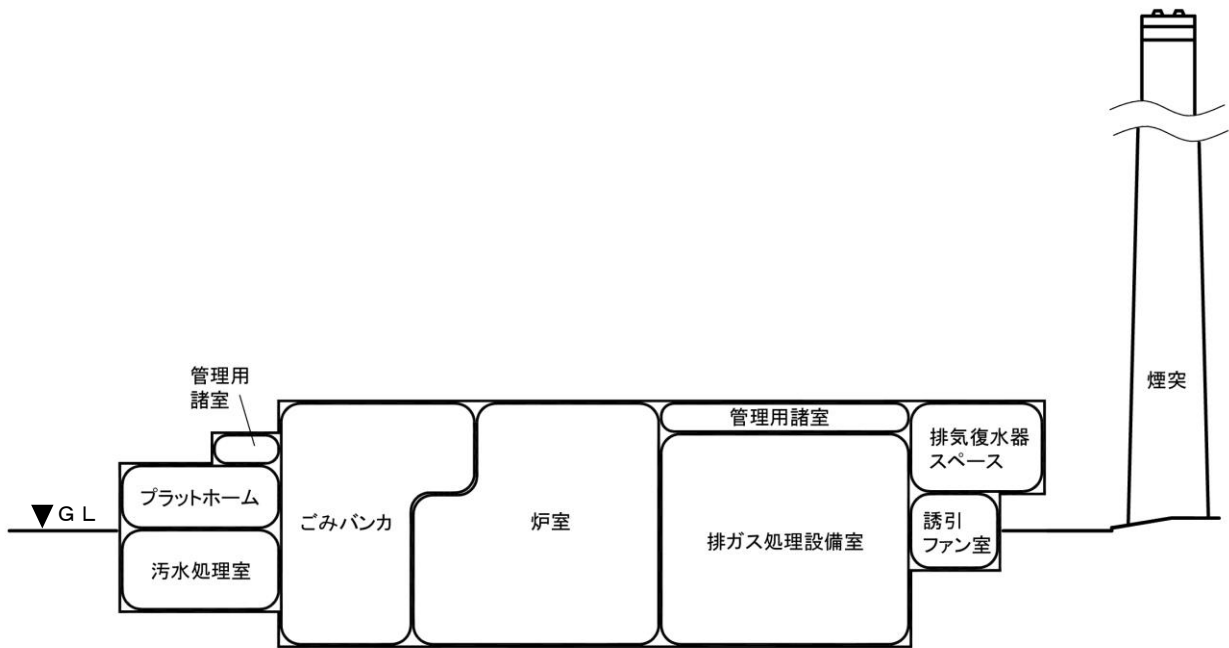 煙突
管理用
諸室
管理用諸室
排気復水器
スペース
プラットホーム
ごみバンカ
炉室
排ガス処理設備室
誘引
ファン室
ＧＬ
汚水処理室